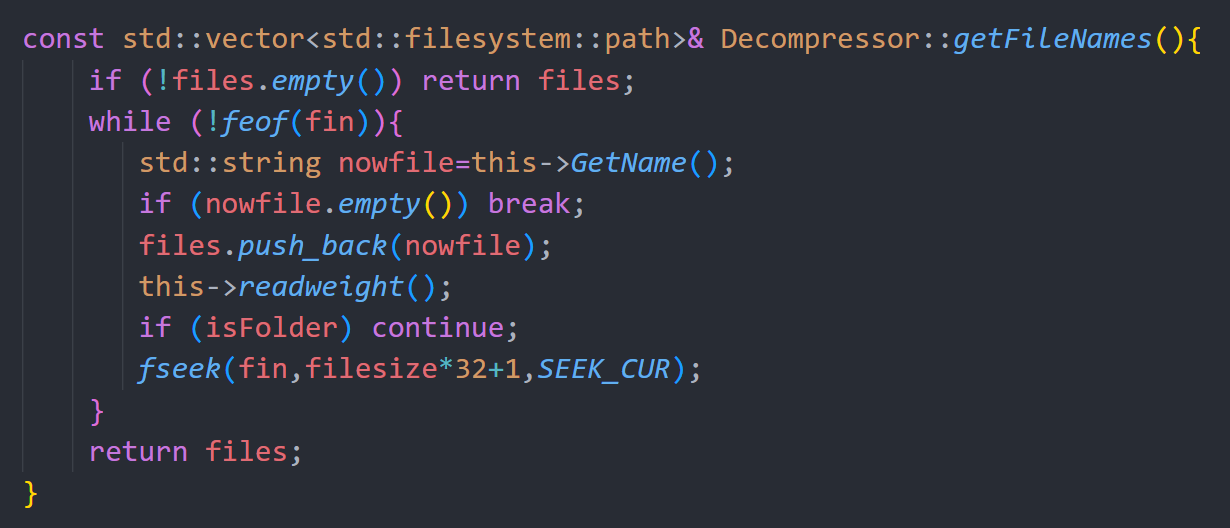 const std::vector<std::filesystem::path>& Decompressor::getFileNames(){
    if (!files.empty()) return files;
    while (!feof(fin)){
        std::string nowfile=this->GetName();
        if (nowfile.empty()) break;
        files.push_back(nowfile);
        this->readweight();
        if (isFolder) continue;
        fseek(fin,filesize*32+1,SEEK_CUR);
    }
    return files;
}